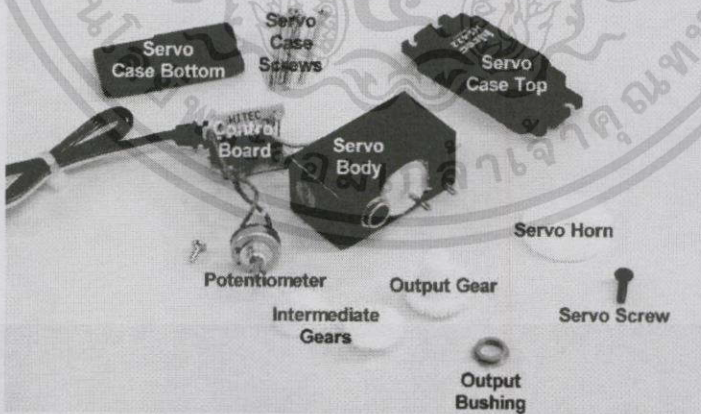 Servo
Case
Screws
Servo
Case Bottom
Servo
Case Top
HITEC
Control
Board
Servo
Body
Servo Horn
Potentiometer
Output Gear
Servo Screw
Intermediate
Gears
Output
Bushing